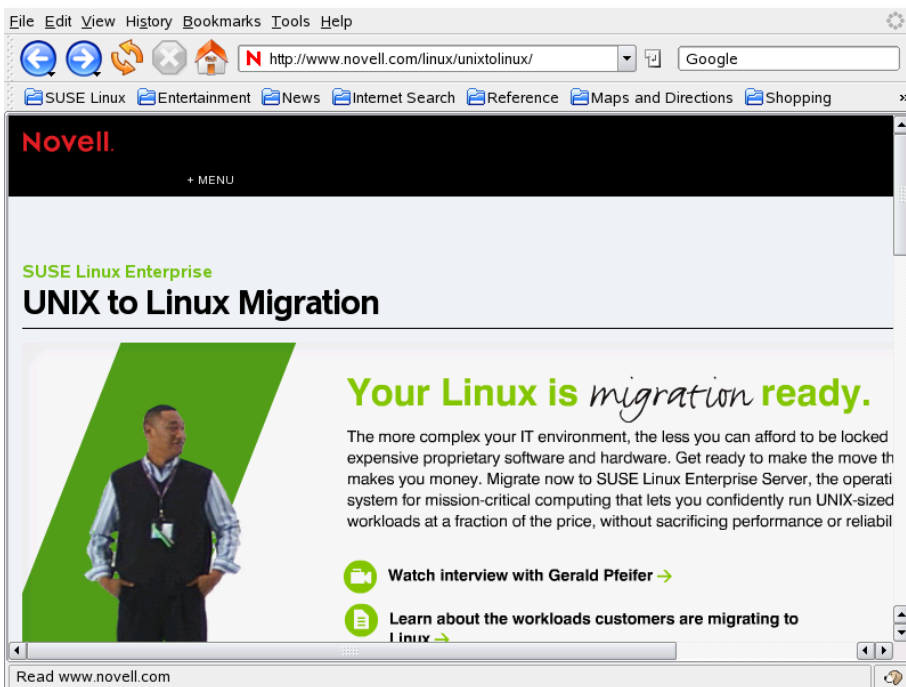 File Edit View History Bookmarks Tools Help
N http://www.novell.com/linux/unixtolinux/ Google
SUSE Linux Entertainment News Internet Search Reference Maps and Directions Shopping »
Novell.
+ MENU
SUSE Linux Enterprise
UNIX to Linux Migration
Your Linux is migration ready.
The more complex your IT environment, the less you can afford to be locked
expensive proprietary software and hardware. Get ready to make the move th
makes you money. Migrate now to SUSE Linux Enterprise Server, the operati
system for mission-critical computing that lets you confidently run UNIX-sized
workloads at a fraction of the price, without sacrificing performance or reliabil
Watch interview with Gerald Pfeifer →
Learn about the workloads customers are migrating to
Linux →
Read www.novell.com